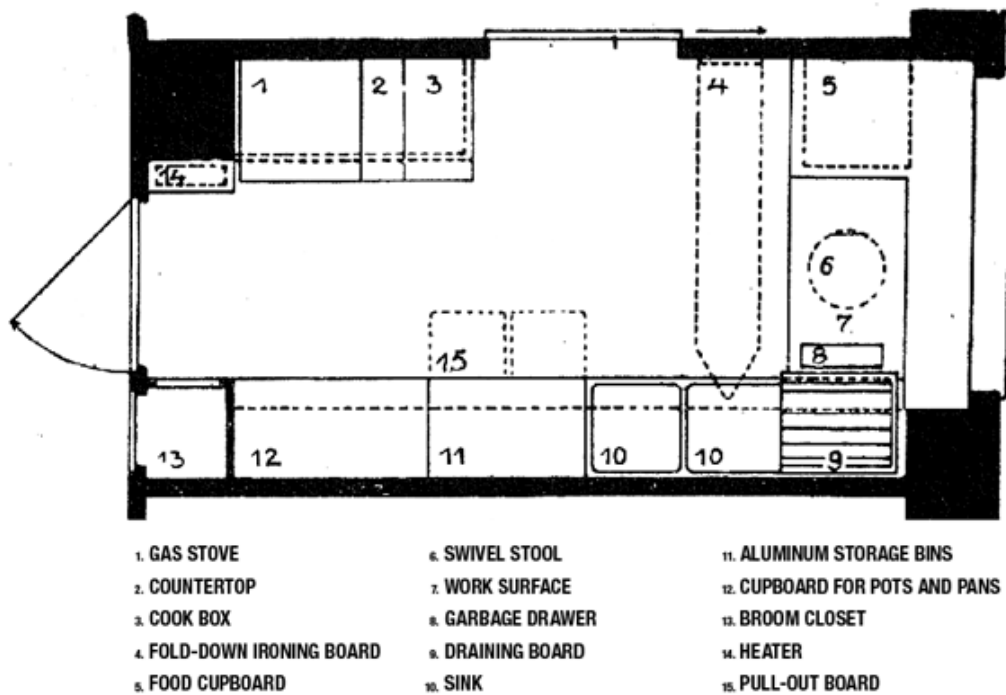 1 2 3 4 5
14
6
7
15 8
13 12 11 10 10 9
1. GAS STOVE
2. COUNTERTOP
3. COOK BOX
4. FOLD-DOWN IRONING BOARD
5. FOOD CUPBOARD
6. SWIVEL STOOL
7. WORK SURFACE
8. GARBAGE DRAWER
9. DRAINING BOARD
10. SINK
11. ALUMINUM STORAGE BINS
12. CUPBOARD FOR POTS AND PANS
13. BROOM CLOSET
14. HEATER
15. PULL-OUT BOARD